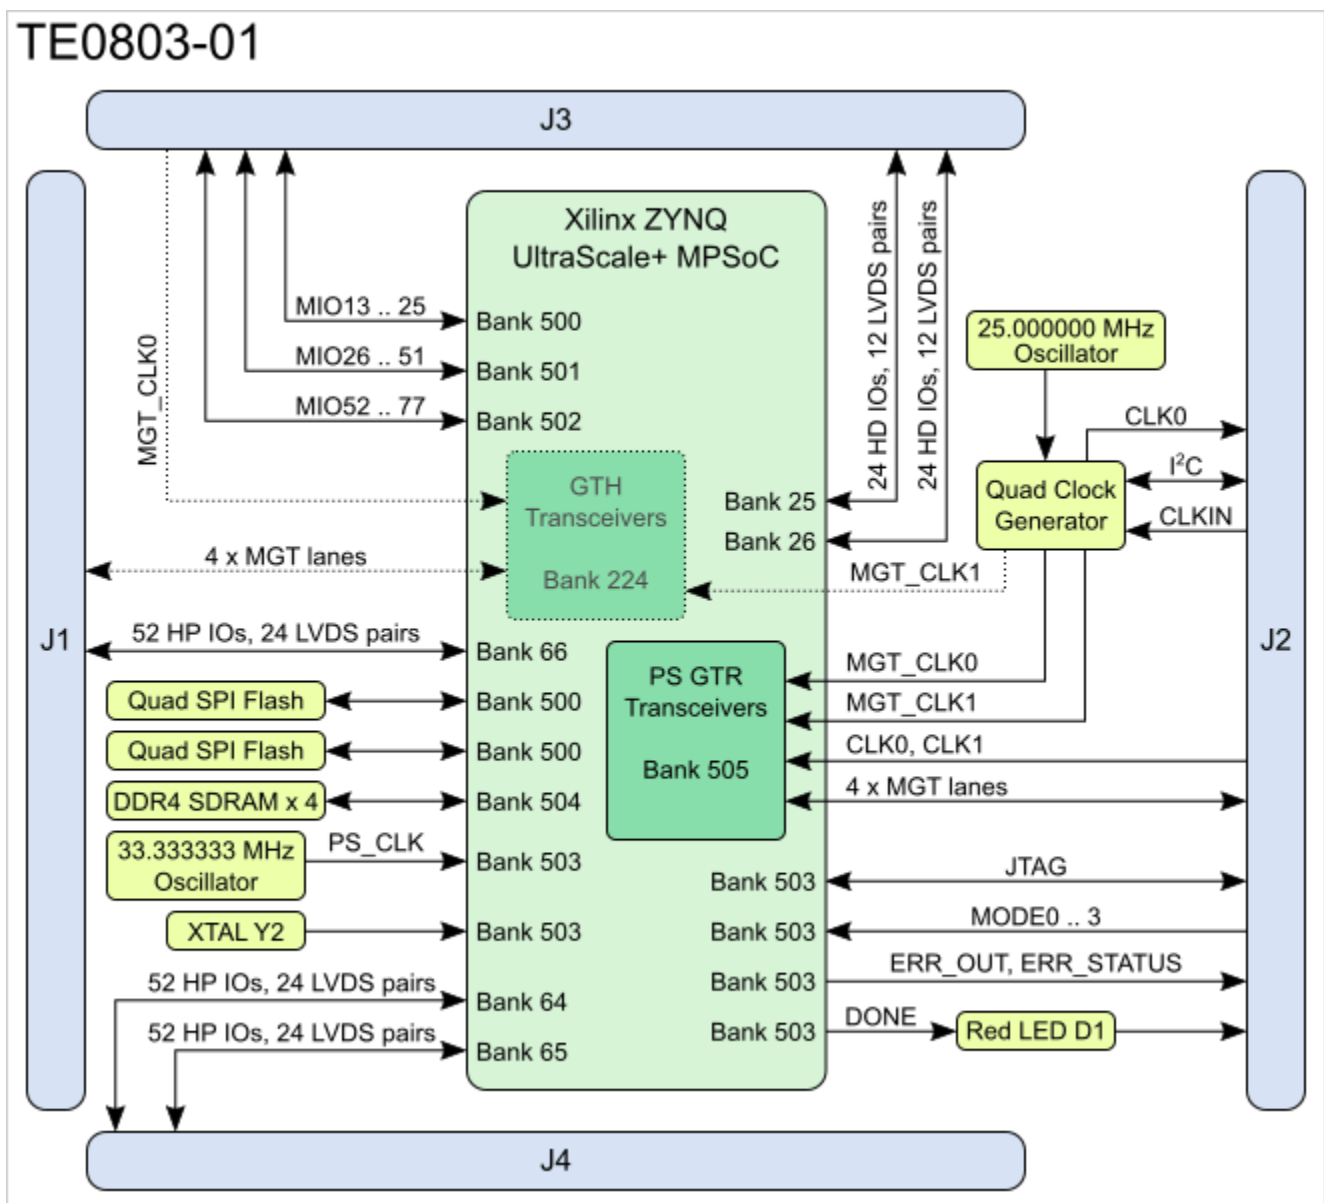 TE0803-01
J3
J1
Xilinx ZYNQ
UltraScale+ MPSoC
MIO13 .. 25
Bank 500
MIO26 .. 51
Bank 501
MIO52 .. 77
Bank 502
MGT_CLK0
GTH
Transceivers
Bank 224
4 x MGT lanes
52 HP IOs, 24 LVDS pairs
Bank 66
Quad SPI Flash
Bank 500
Quad SPI Flash
Bank 500
DDR4 SDRAM x 4
Bank 504
33.333333 MHz
Oscillator
PS_CLK
Bank 503
XTAL Y2
Bank 503
52 HP IOs, 24 LVDS pairs
Bank 64
52 HP IOs, 24 LVDS pairs
Bank 65
24 HD IOs, 12 LVDS pairs
24 HD IOs, 12 LVDS pairs
Bank 25
Bank 26
25.000000 MHz
Oscillator
Quad Clock
Generator
CLK0
I²C
CLKIN
MGT_CLK1
PS GTR
Transceivers
Bank 505
MGT_CLK0
MGT_CLK1
CLK0, CLK1
4 x MGT lanes
Bank 503
JTAG
Bank 503
MODE0 .. 3
Bank 503
ERR_OUT, ERR_STATUS
Bank 503
DONE
Red LED D1
J2
J4